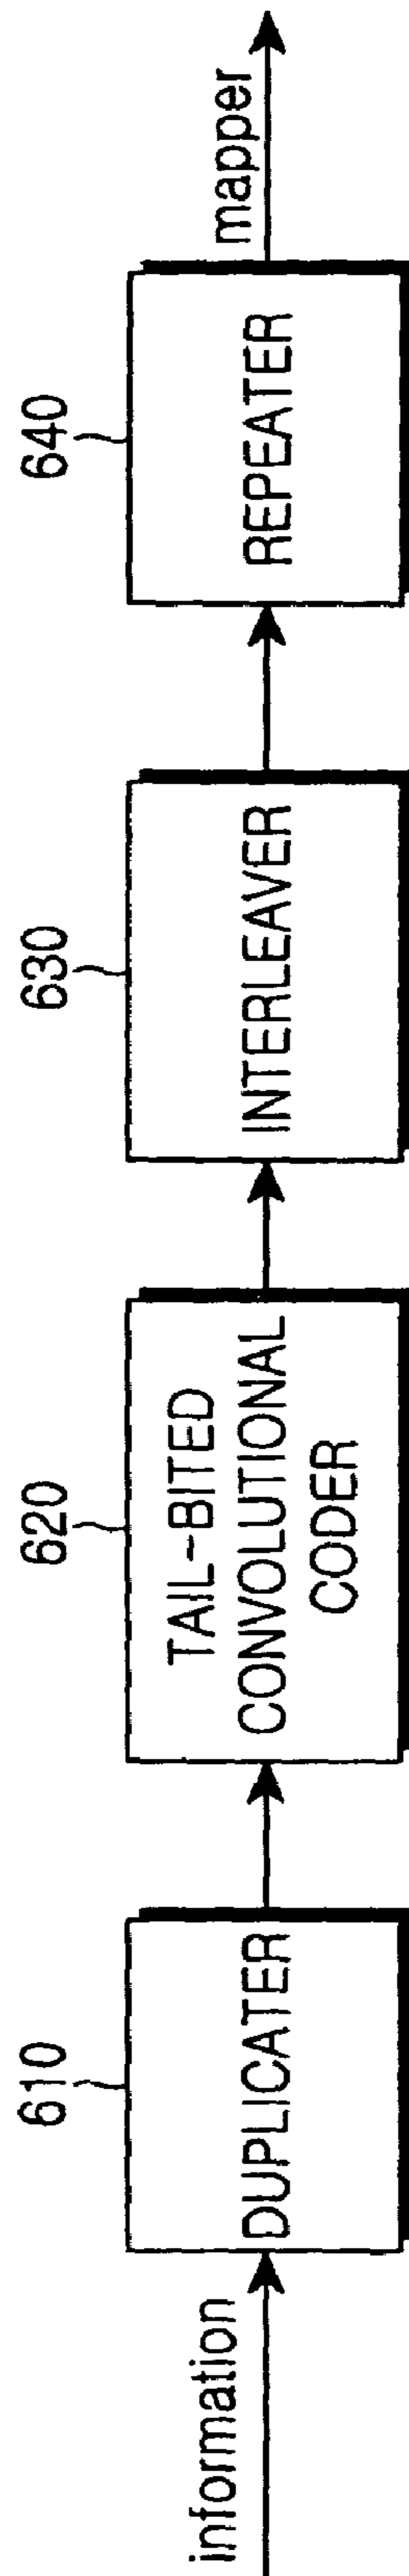 information
610
DUPLICATER
620
TAIL-BITED
CONVOLUTIONAL
CODER
630
INTERLEAVER
640
REPEATER
mapper